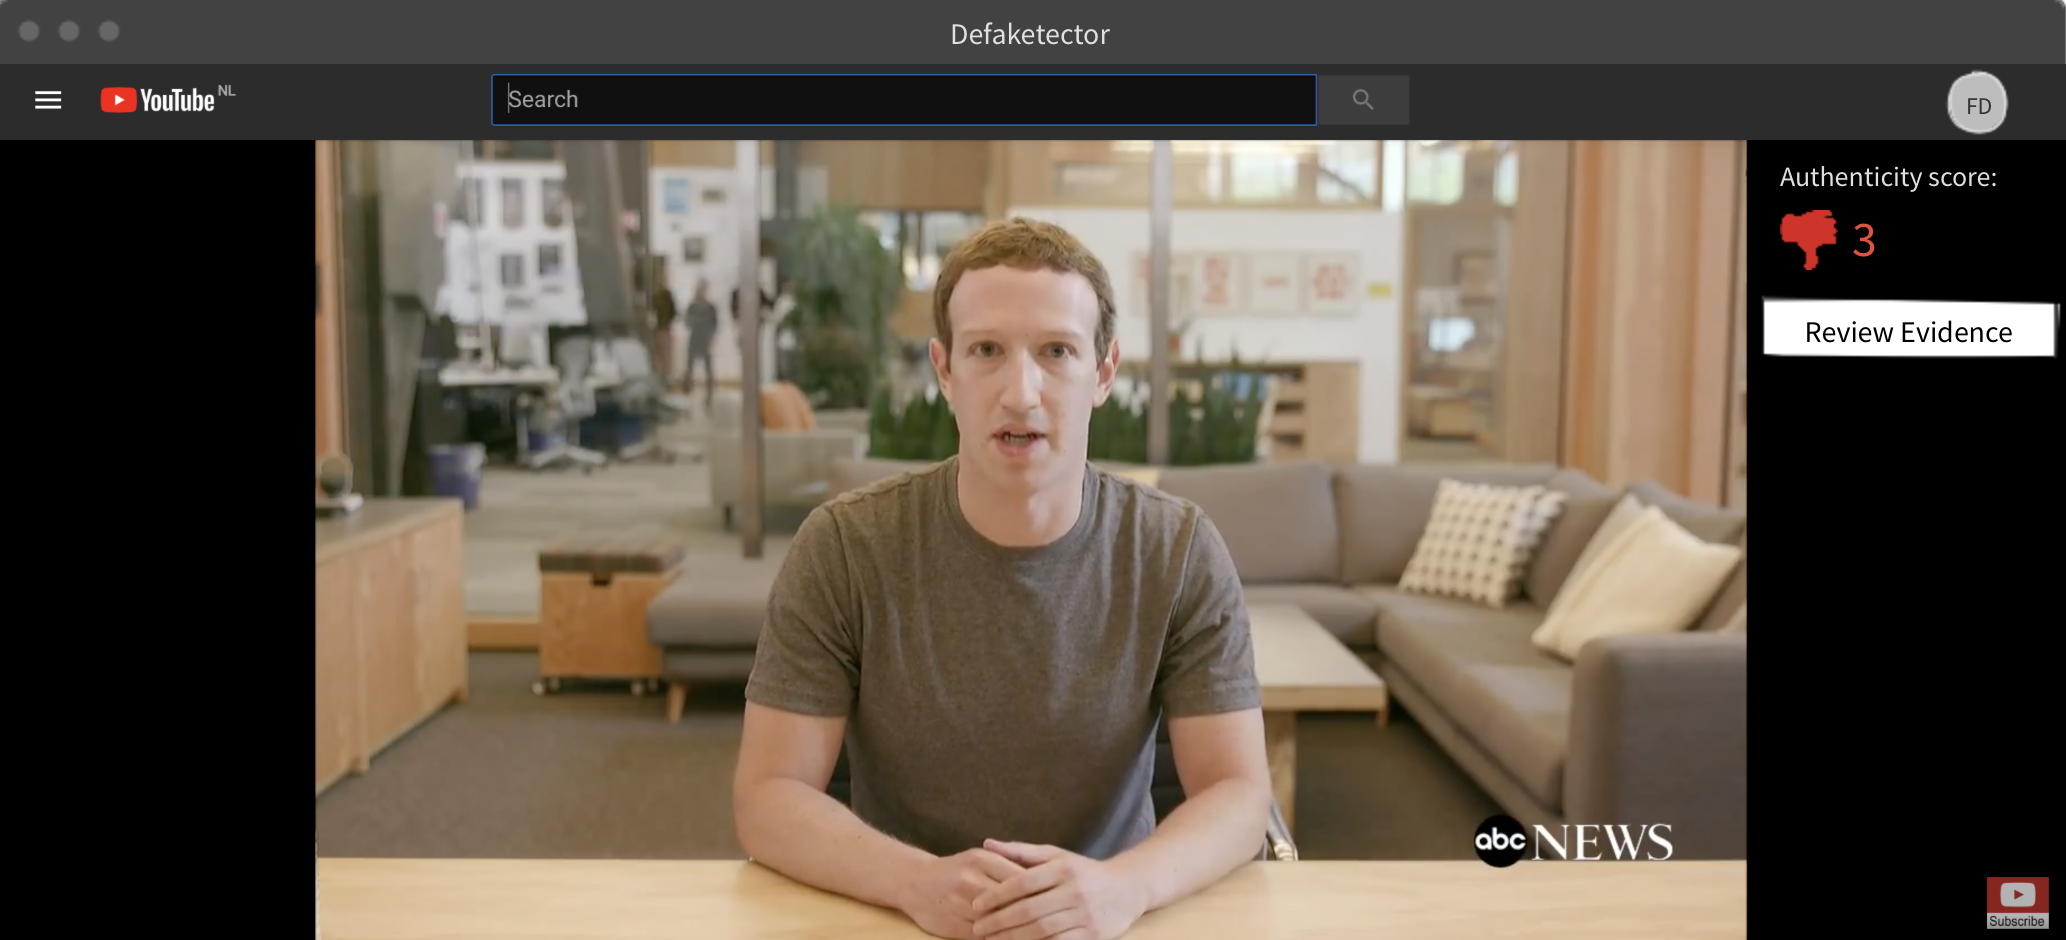 Defaketector
YouTube NL
Search
FD
Authenticity score:
3
Review Evidence
abc NEWS
Subscribe